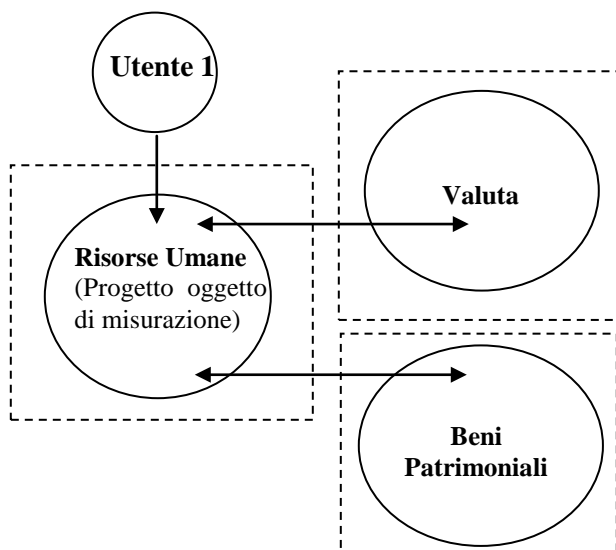 Utente 1
Valuta
Risorse Umane
(Progetto oggetto
di misurazione)
Beni
Patrimoniali